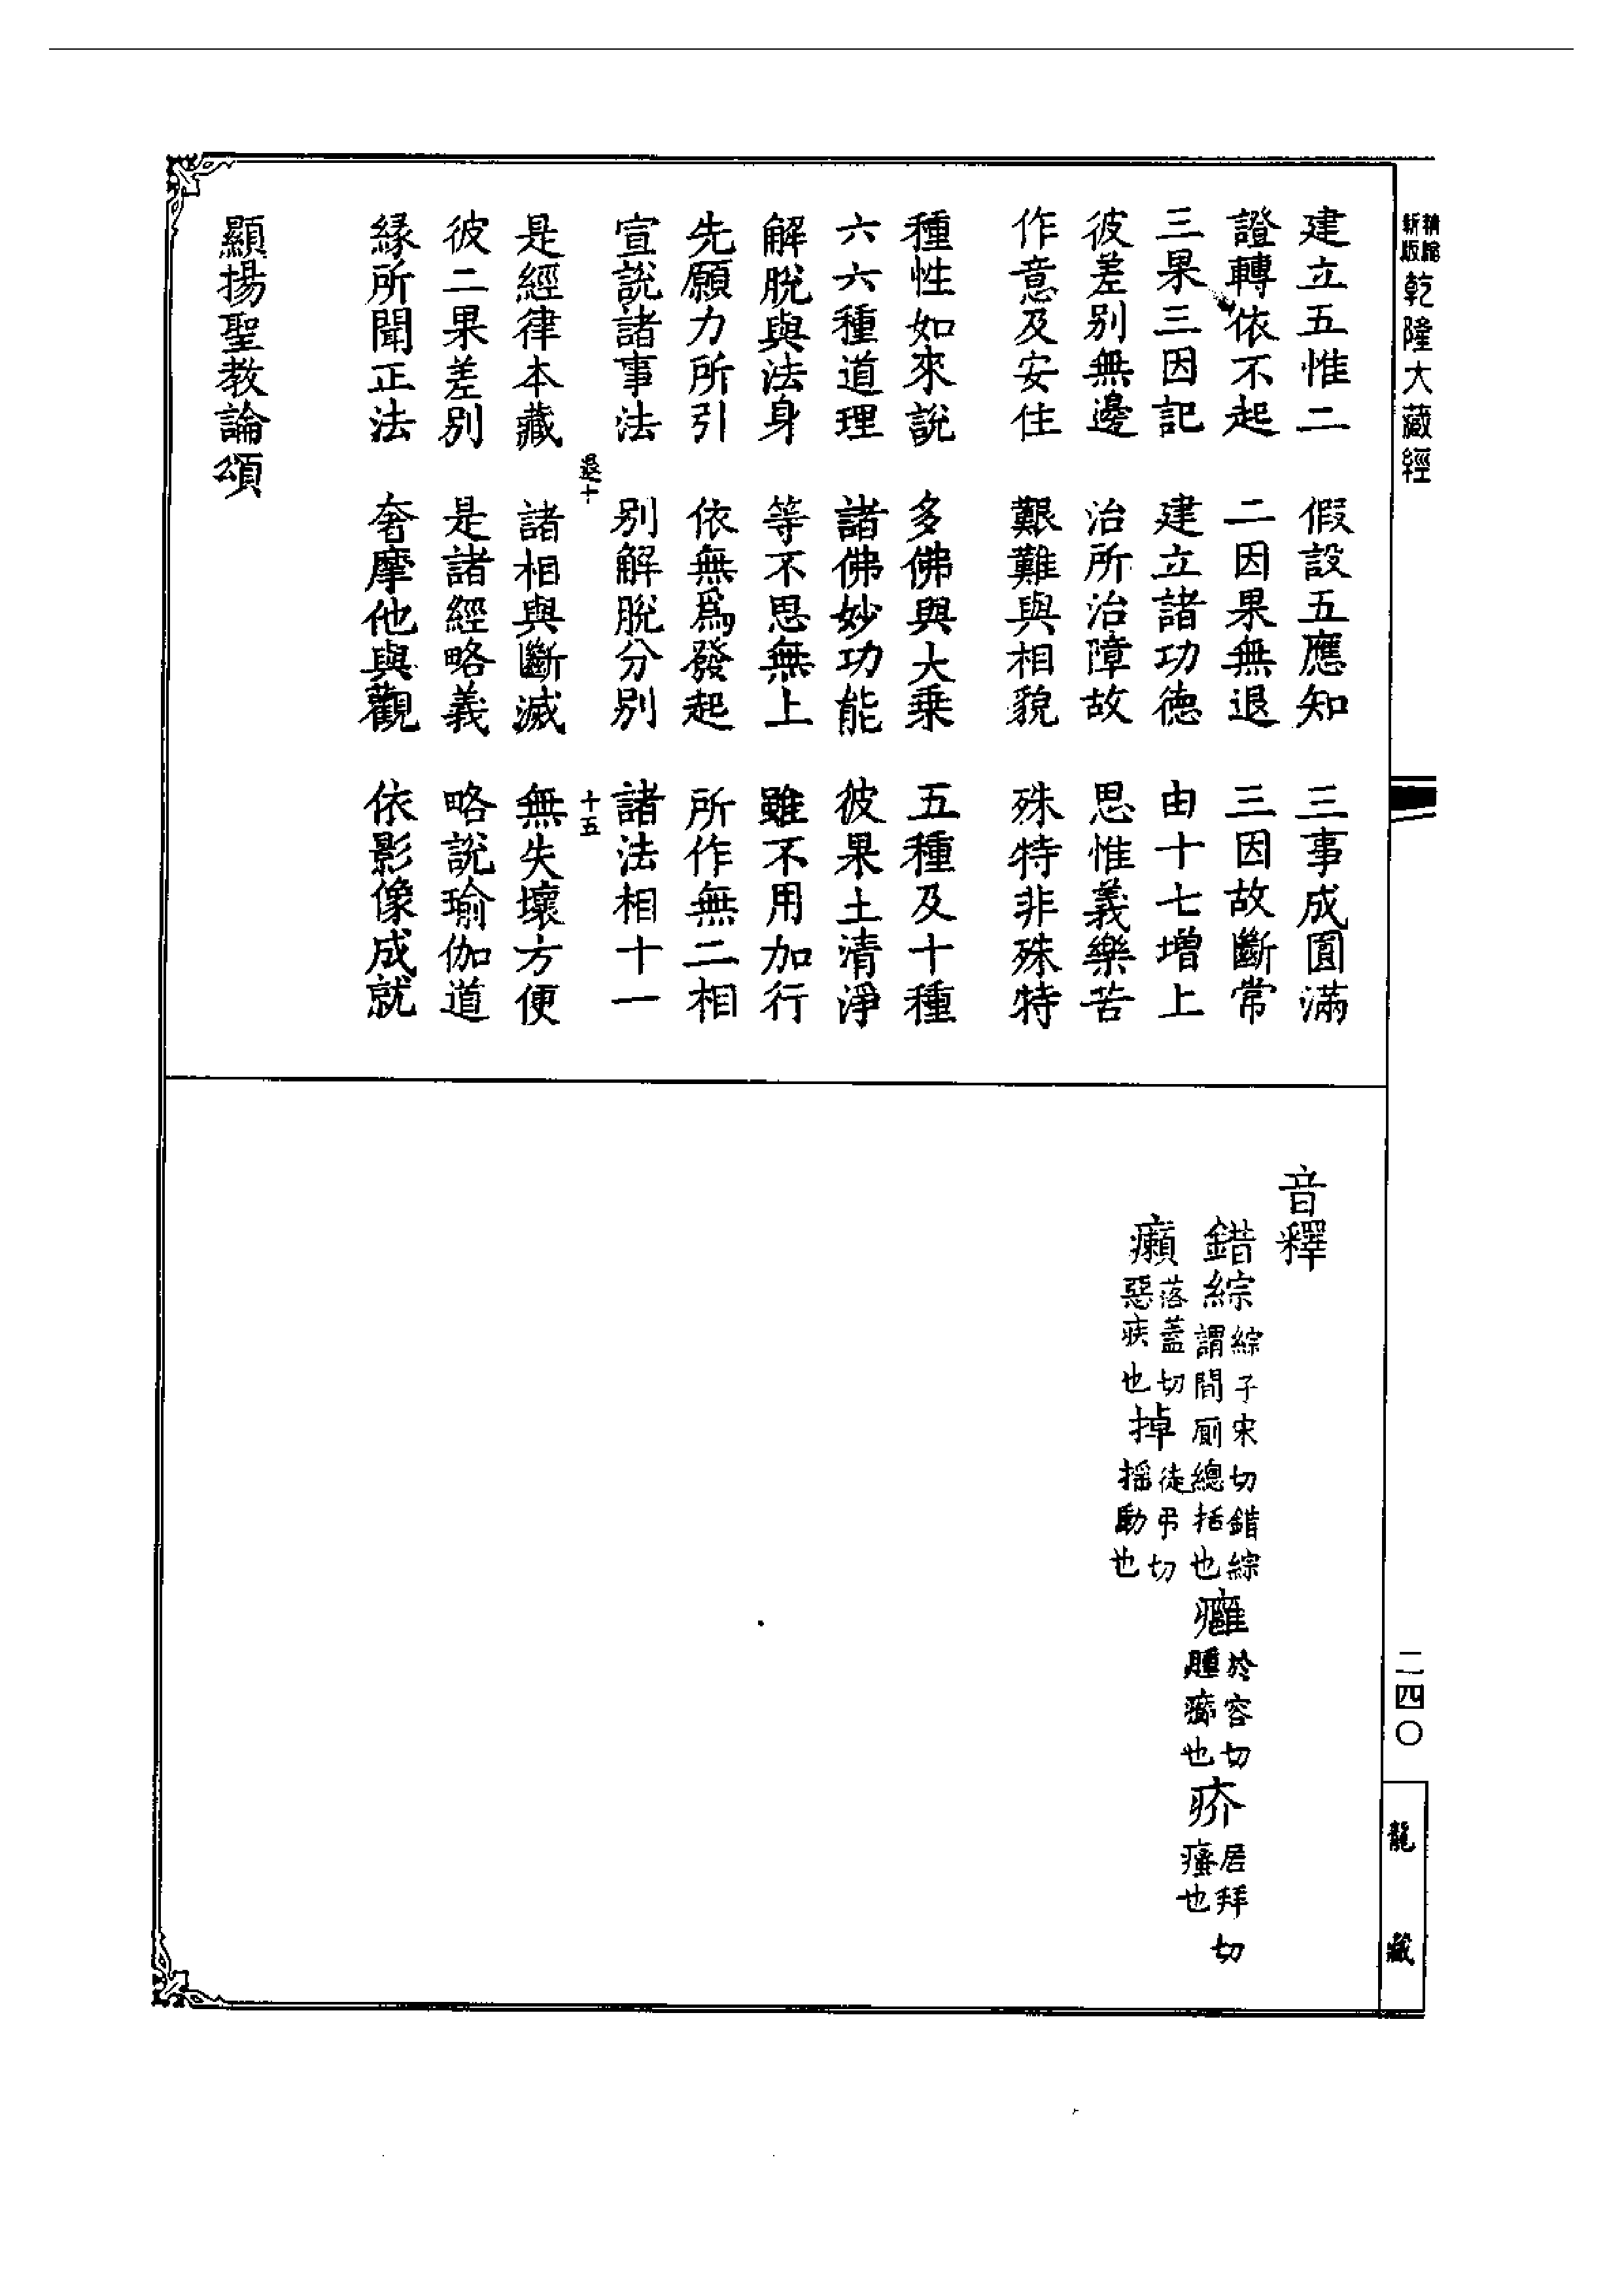 新版 精縮 乾隆大藏經
二四〇
龍藏
建立五惟二 假設五應知 三事成圓滿
證轉依不起 二因果無退 三因故斷常
三果三因記 建立諸功德 由十七增上
彼差別無邊 治所治障故 思惟義樂苦
作意及安住 艱難與相貌 殊特非殊特
種性如來說 多佛與大乗 五種及十種
六六種道理 諸佛妙功能 彼果土清淨
解脫與法身 等不思無上 雖不用加行
先願力所引 依無為發起 所作無二相
宣說諸事法 別解脫分別 諸法相十一
退十 十五
是經律本藏 諸相與斷滅 無失壞方便
彼二果差別 是諸經略義 略說瑜伽道
緣所聞正法 奢摩他與觀 依影像成就
顯揚聖教論頌
音釋
錯綜 綜子宋切錯綜謂間廁總括也 癰 於容切腫癤也 疥 居拜切瘙也
癩 落蓋切惡疾也 掉 徒弔切搖動也